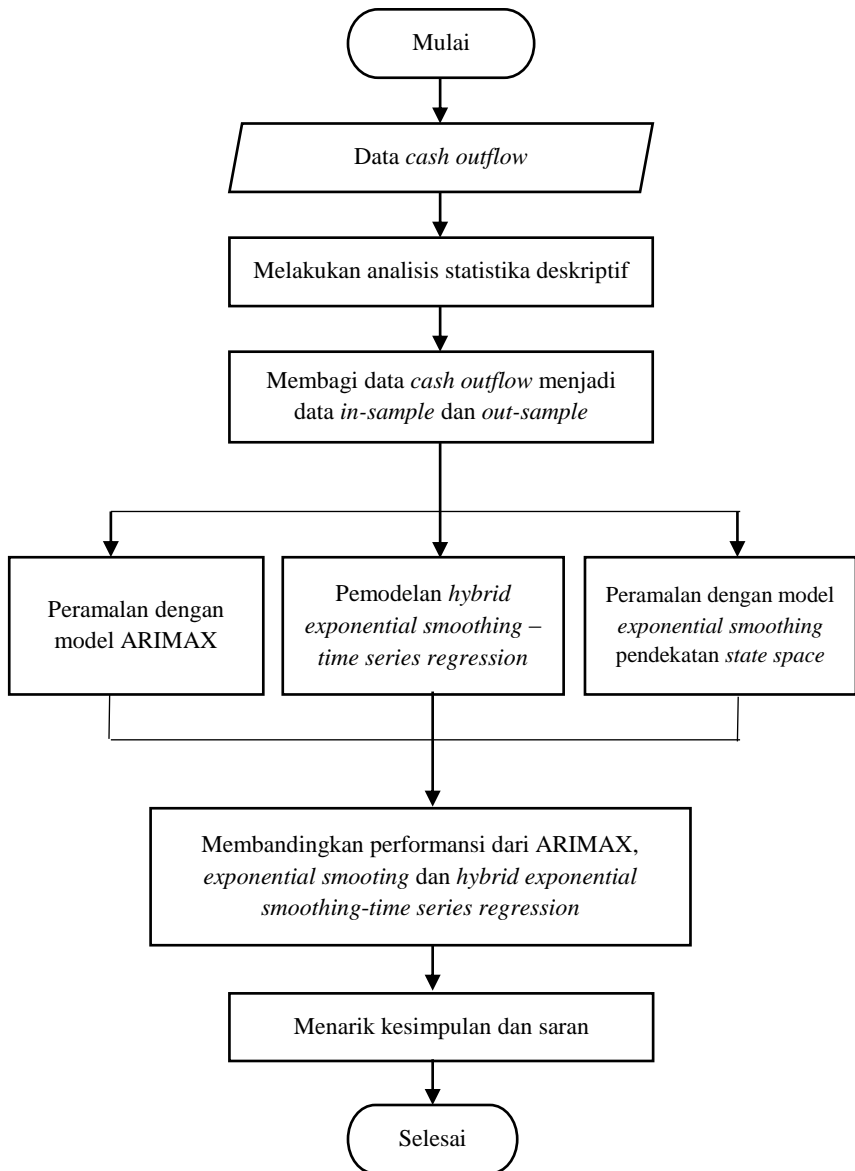 Mulai
Data cash outflow
Melakukan analisis statistika deskriptif
Membagi data cash outflow menjadi
data in-sample dan out-sample
Peramalan dengan
model ARIMAX
Pemodelan hybrid
exponential smoothing –
time series regression
Peramalan dengan model
exponential smoothing
pendekatan state space
Membandingkan performansi dari ARIMAX,
exponential smooting dan hybrid exponential
smoothing-time series regression
Menarik kesimpulan dan saran
Selesai